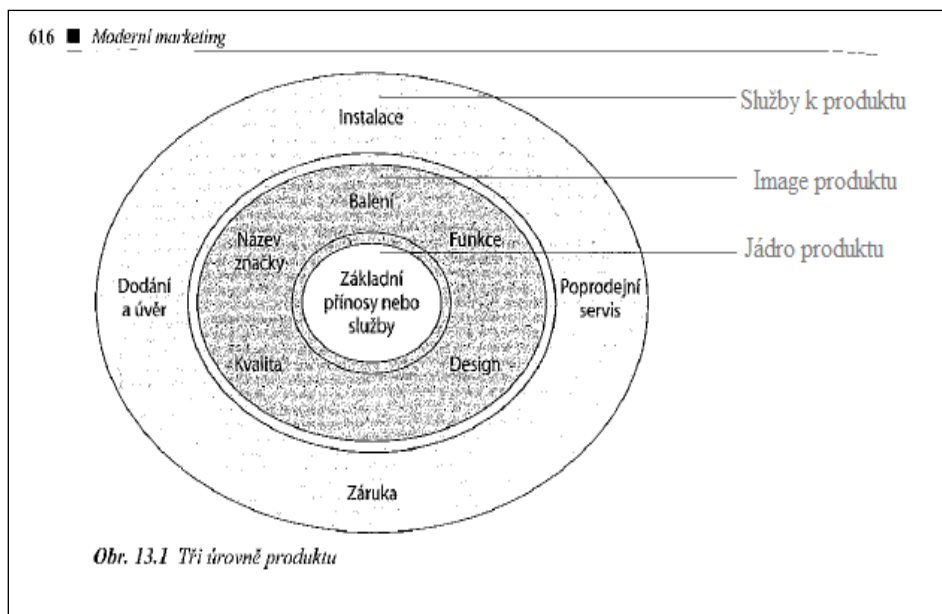 616 ■ Moderní marketing
Služby k produktu
Instalace
Image produktu
Balení
Název
značky
Funkce
Jádro produktu
Základní
přínosy nebo
služby
Dodání
a úvěr
Poprodejní
servis
Kvalita
Design
Záruka
Obr. 13.1 Tři úrovně produktu